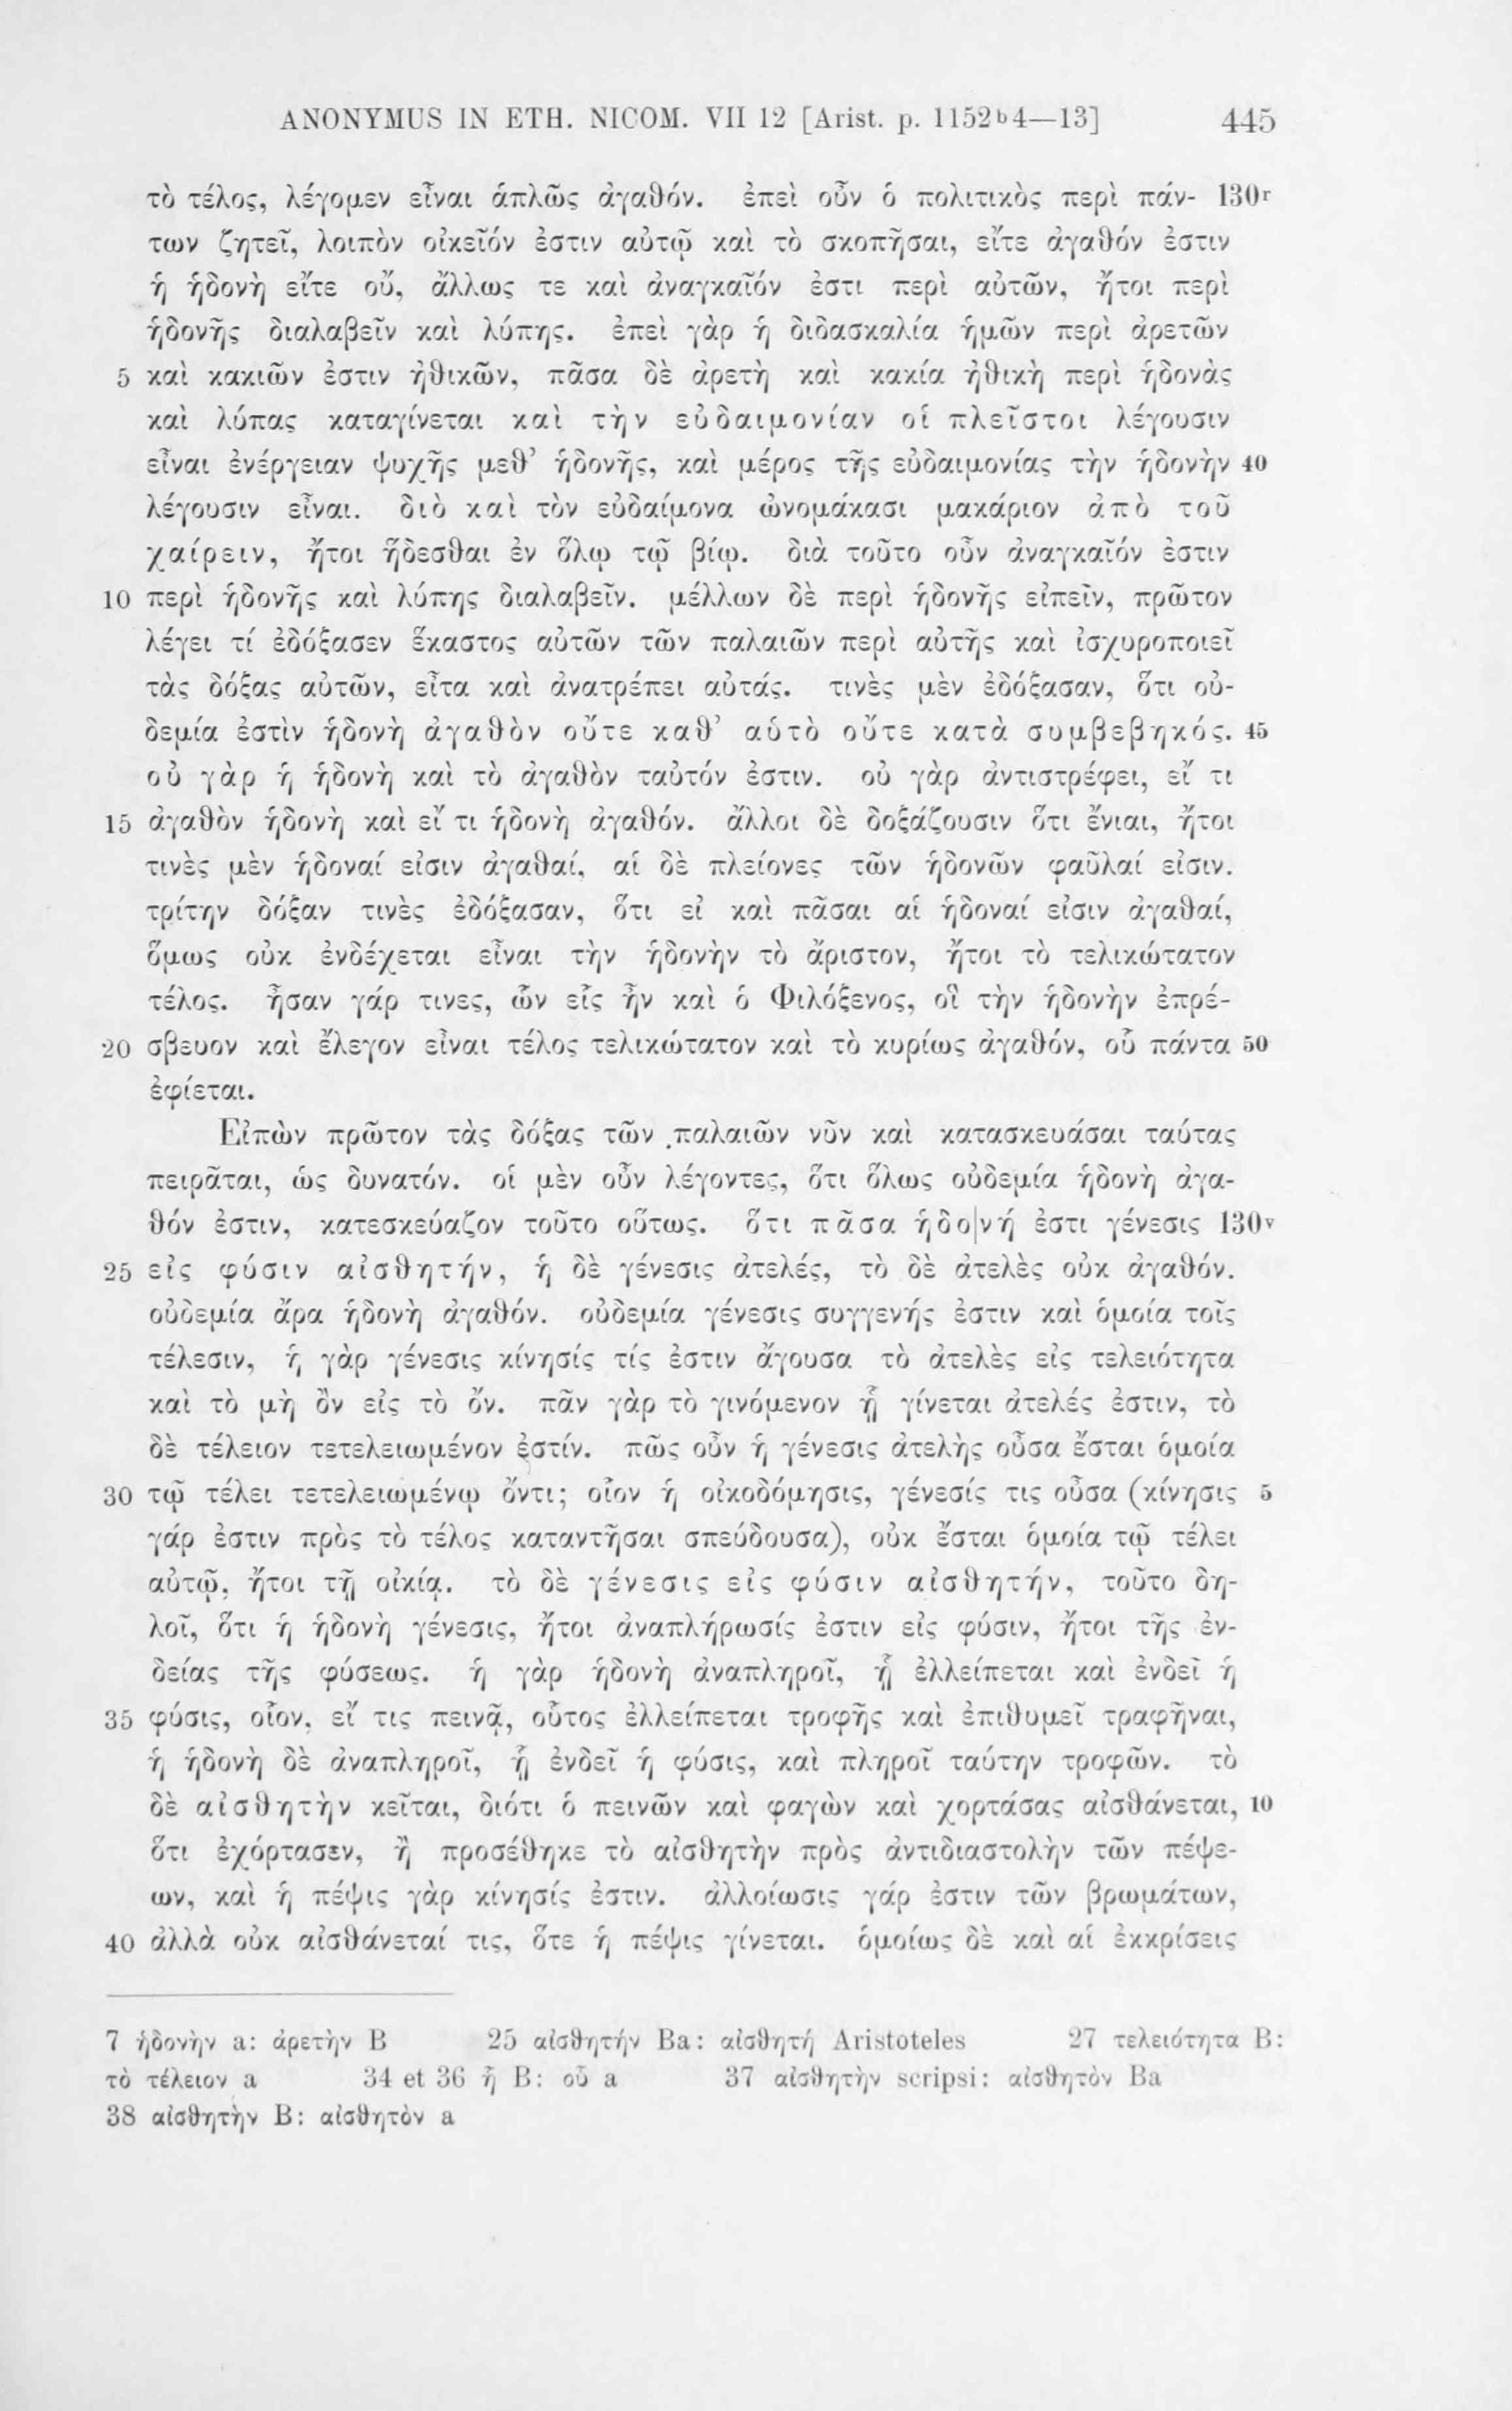 ANONYMUS IN ETH. NICOM. VII 12 [Arist. p. 1152b4—13] 445
τὸ τέλος, λέγομεν εἶναι ἁπλῶς ἀγαθόν. ἐπεὶ οὖν ὁ πολιτικὸς περὶ πάν- 130r
των ζητεῖ, λοιπὸν οἰκεῖόν ἐστιν αὐτῷ καὶ τὸ σκοπῆσαι, εἴτε ἀγαθόν ἐστιν
ἡ ἡδονὴ εἴτε οὔ, ἄλλως τε καὶ ἀναγκαῖόν ἐστι περὶ αὐτῶν, ἤτοι περὶ
ἡδονῆς διαλαβεῖν καὶ λύπης. ἐπεὶ γὰρ ἡ διδασκαλία ἡμῶν περὶ ἀρετῶν
5 καὶ κακιῶν ἐστιν ἠθικῶν, πᾶσα δὲ ἀρετὴ καὶ κακία ἠθικὴ περὶ ἡδονὰς
καὶ λύπας καταγίνεται καὶ τὴν εὐδαιμονίαν οἱ πλεῖστοι λέγουσιν
εἶναι ἐνέργειαν ψυχῆς μεθ’ ἡδονῆς, καὶ μέρος τῆς εὐδαιμονίας τὴν ἡδονὴν 40
λέγουσιν εἶναι. διὸ καὶ τὸν εὐδαίμονα ὠνομάκασι μακάριον ἀπὸ τοῦ
χαίρειν, ἤτοι ἥδεσθαι ἐν ὅλῳ τῷ βίῳ. διὰ τοῦτο οὖν ἀναγκαῖόν ἐστιν
10 περὶ ἡδονῆς καὶ λύπης διαλαβεῖν. μέλλων δὲ περὶ ἡδονῆς εἰπεῖν, πρῶτον
λέγει τί ἐδόξασεν ἕκαστος αὐτῶν τῶν παλαιῶν περὶ αὐτῆς καὶ ἰσχυροποιεῖ
τὰς δόξας αὐτῶν, εἶτα καὶ ἀνατρέπει αὐτάς. τινὲς μὲν ἐδόξασαν, ὅτι οὐ-
δεμία ἐστὶν ἡδονὴ ἀγαθὸν οὔτε καθ’ αὑτὸ οὔτε κατὰ συμβεβηκός. 45
οὐ γὰρ ἡ ἡδονὴ καὶ τὸ ἀγαθὸν ταὐτόν ἐστιν. οὐ γὰρ ἀντιστρέφει, εἴ τι
15 ἀγαθὸν ἡδονὴ καὶ εἴ τι ἡδονὴ ἀγαθόν. ἄλλοι δὲ δοξάζουσιν ὅτι ἔνιαι, ἤτοι
τινὲς μὲν ἡδοναί εἰσιν ἀγαθαί, αἱ δὲ πλείονες τῶν ἡδονῶν φαῦλαί εἰσιν.
τρίτην δόξαν τινὲς ἐδόξασαν, ὅτι εἰ καὶ πᾶσαι αἱ ἡδοναί εἰσιν ἀγαθαί,
ὅμως οὐκ ἐνδέχεται εἶναι τὴν ἡδονὴν τὸ ἄριστον, ἤτοι τὸ τελικώτατον
τέλος. ἦσαν γάρ τινες, ὧν εἷς ἦν καὶ ὁ Φιλόξενος, οἳ τὴν ἡδονὴν ἐπρέ-
20 σβευον καὶ ἔλεγον εἶναι τέλος τελικώτατον καὶ τὸ κυρίως ἀγαθόν, οὗ πάντα 50
ἐφίεται.
Εἰπὼν πρῶτον τὰς δόξας τῶν παλαιῶν νῦν καὶ κατασκευάσαι ταύτας
πειρᾶται, ὡς δυνατόν. οἱ μὲν οὖν λέγοντες, ὅτι ὅλως οὐδεμία ἡδονὴ ἀγα-
θόν ἐστιν, κατεσκεύαζον τοῦτο οὕτως. ὅτι πᾶσα ἡδο|νή ἐστι γένεσις 130v
25 εἰς φύσιν αἰσθητήν, ἡ δὲ γένεσις ἀτελές, τὸ δὲ ἀτελὲς οὐκ ἀγαθόν.
οὐδεμία ἄρα ἡδονὴ ἀγαθόν. οὐδεμία γένεσις συγγενής ἐστιν καὶ ὁμοία τοῖς
τέλεσιν, ἡ γὰρ γένεσις κίνησίς τίς ἐστιν ἄγουσα τὸ ἀτελὲς εἰς τελειότητα
καὶ τὸ μὴ ὂν εἰς τὸ ὄν. πᾶν γὰρ τὸ γινόμενον ᾗ γίνεται ἀτελές ἐστιν, τὸ
δὲ τέλειον τετελειωμένον ἐστίν. πῶς οὖν ἡ γένεσις ἀτελὴς οὖσα ἔσται ὁμοία
30 τῷ τέλει τετελειωμένῳ ὄντι; οἷον ἡ οἰκοδόμησις, γένεσίς τις οὖσα (κίνησις 5
γάρ ἐστιν πρὸς τὸ τέλος καταντῆσαι σπεύδουσα), οὐκ ἔσται ὁμοία τῷ τέλει
αὐτῷ, ἤτοι τῇ οἰκίᾳ. τὸ δὲ γένεσις εἰς φύσιν αἰσθητήν, τοῦτο δη-
λοῖ, ὅτι ἡ ἡδονὴ γένεσις, ἤτοι ἀναπλήρωσίς ἐστιν εἰς φύσιν, ἤτοι τῆς ἐν-
δείας τῆς φύσεως. ἡ γὰρ ἡδονὴ ἀναπληροῖ, ᾗ ἐλλείπεται καὶ ἐνδεῖ ἡ
35 φύσις, οἷον, εἴ τις πεινᾷ, οὗτος ἐλλείπεται τροφῆς καὶ ἐπιθυμεῖ τραφῆναι,
ἡ ἡδονὴ δὲ ἀναπληροῖ, ᾗ ἐνδεῖ ἡ φύσις, καὶ πληροῖ ταύτην τροφῶν. τὸ
δὲ αἰσθητὴν κεῖται, διότι ὁ πεινῶν καὶ φαγὼν καὶ χορτάσας αἰσθάνεται, 10
ὅτι ἐχόρτασεν, ἢ προσέθηκε τὸ αἰσθητὴν πρὸς ἀντιδιαστολὴν τῶν πέψε-
ων, καὶ ἡ πέψις γὰρ κίνησίς ἐστιν. ἀλλοίωσις γάρ ἐστιν τῶν βρωμάτων,
40 ἀλλὰ οὐκ αἰσθάνεταί τις, ὅτε ἡ πέψις γίνεται. ὁμοίως δὲ καὶ αἱ ἐκκρίσεις
7 ἡδονὴν a: ἀρετὴν B 25 αἰσθητήν Ba: αἰσθητή Aristoteles 27 τελειότητα B:
τὸ τέλειον a 34 et 36 ᾗ B: οὗ a 37 αἰσθητὴν scripsi: αἰσθητὸν Ba
38 αἰσθητὴν B: αἰσθητὸν a